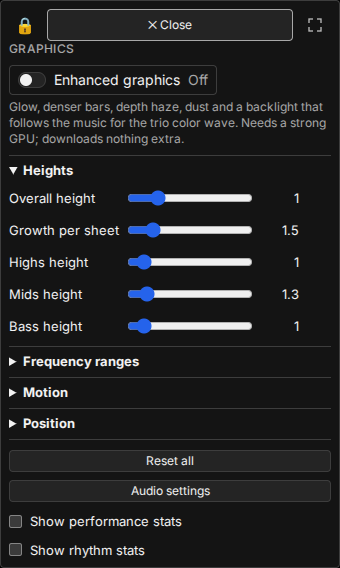 Close
GRAPHICS
Enhanced graphics Off
Glow, denser bars, depth haze, dust and a backlight that
follows the music for the trio color wave. Needs a strong
GPU; downloads nothing extra.
Heights
Overall height 1
Growth per sheet 1.5
Highs height 1
Mids height 1.3
Bass height 1
Frequency ranges
Motion
Position
Reset all
Audio settings
Show performance stats
Show rhythm stats